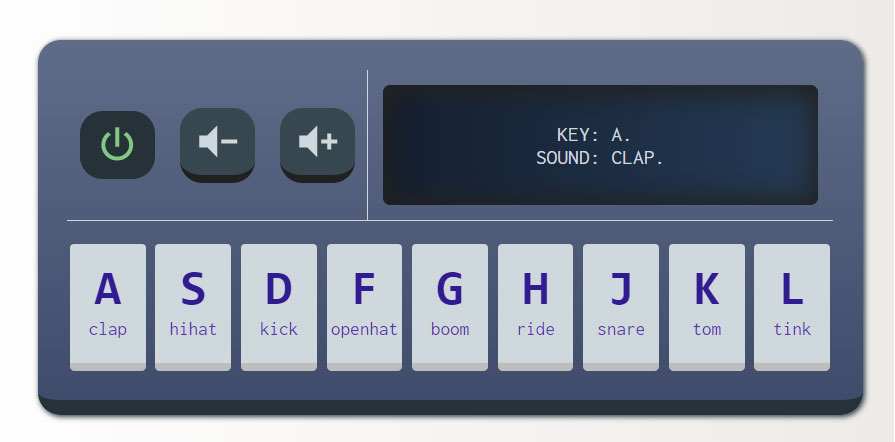 KEY: A.
SOUND: CLAP.
A S D F G H J K L
clap hihat kick openhat boom ride snare tom tink